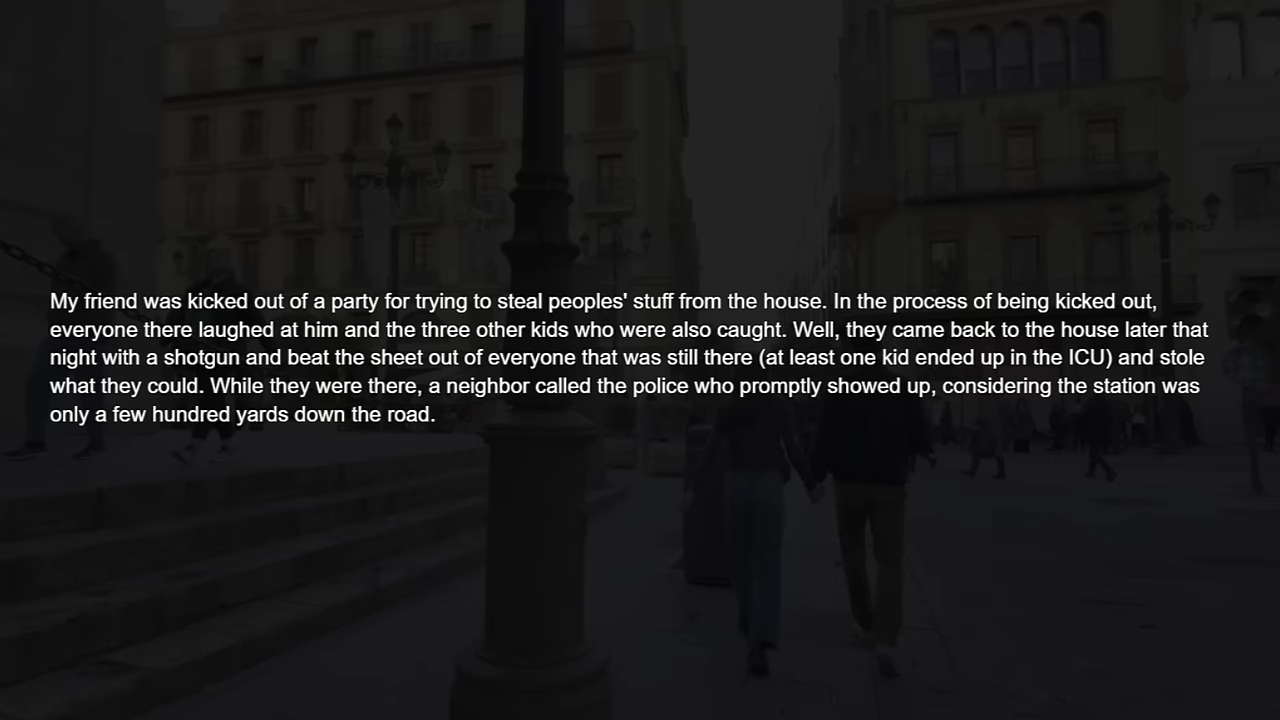 My friend was kicked out of a party for trying to steal peoples' stuff from the house. In the process of being kicked out,
everyone there laughed at him and the three other kids who were also caught. Well, they came back to the house later that
night with a shotgun and beat the sheet out of everyone that was still there (at least one kid ended up in the ICU) and stole
what they could. While they were there, a neighbor called the police who promptly showed up, considering the station was
only a few hundred yards down the road.